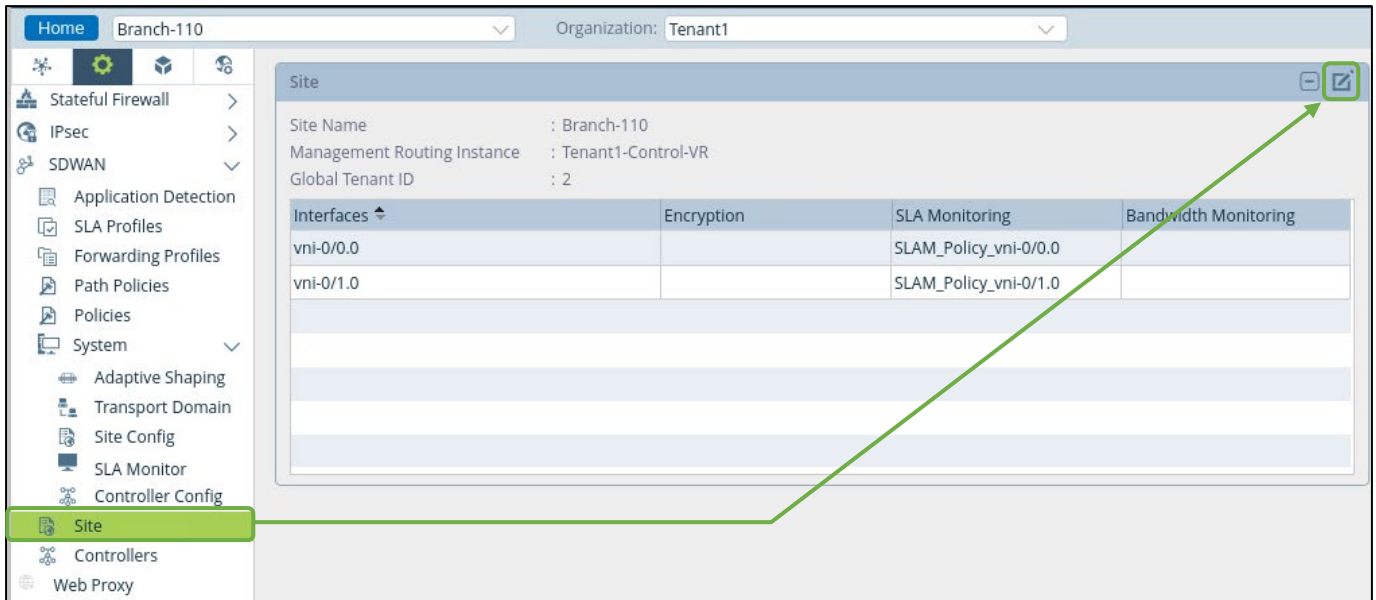 Home Branch-110 Organization: Tenant1
Stateful Firewall
IPsec
SDWAN
Application Detection
SLA Profiles
Forwarding Profiles
Path Policies
Policies
System
Adaptive Shaping
Transport Domain
Site Config
SLA Monitor
Controller Config
Site
Controllers
Web Proxy
Site
Site Name : Branch-110
Management Routing Instance : Tenant1-Control-VR
Global Tenant ID : 2
Interfaces Encryption SLA Monitoring Bandwidth Monitoring
vni-0/0.0 SLAM_Policy_vni-0/0.0
vni-0/1.0 SLAM_Policy_vni-0/1.0